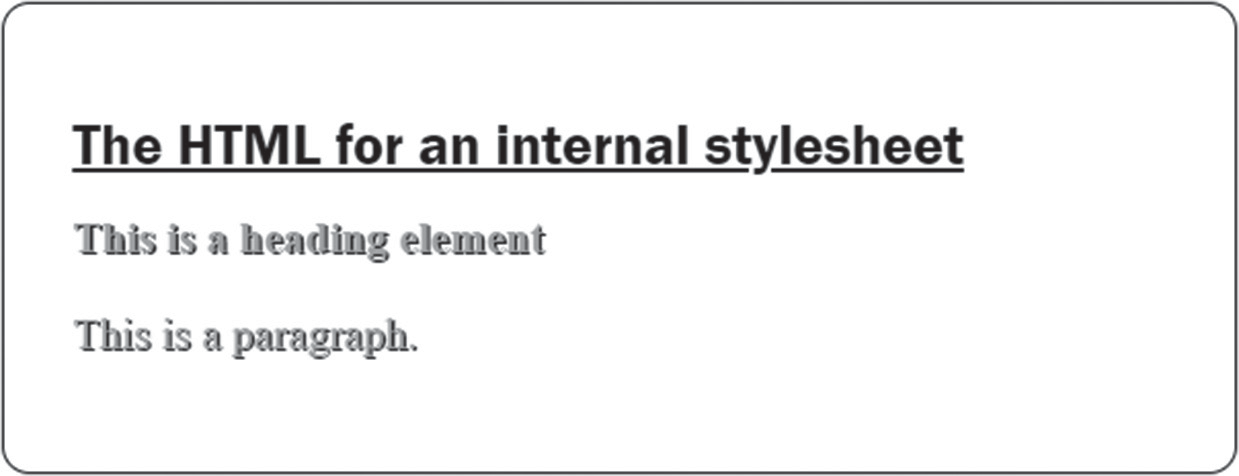 The HTML for an internal stylesheet
This is a heading element
This is a paragraph.